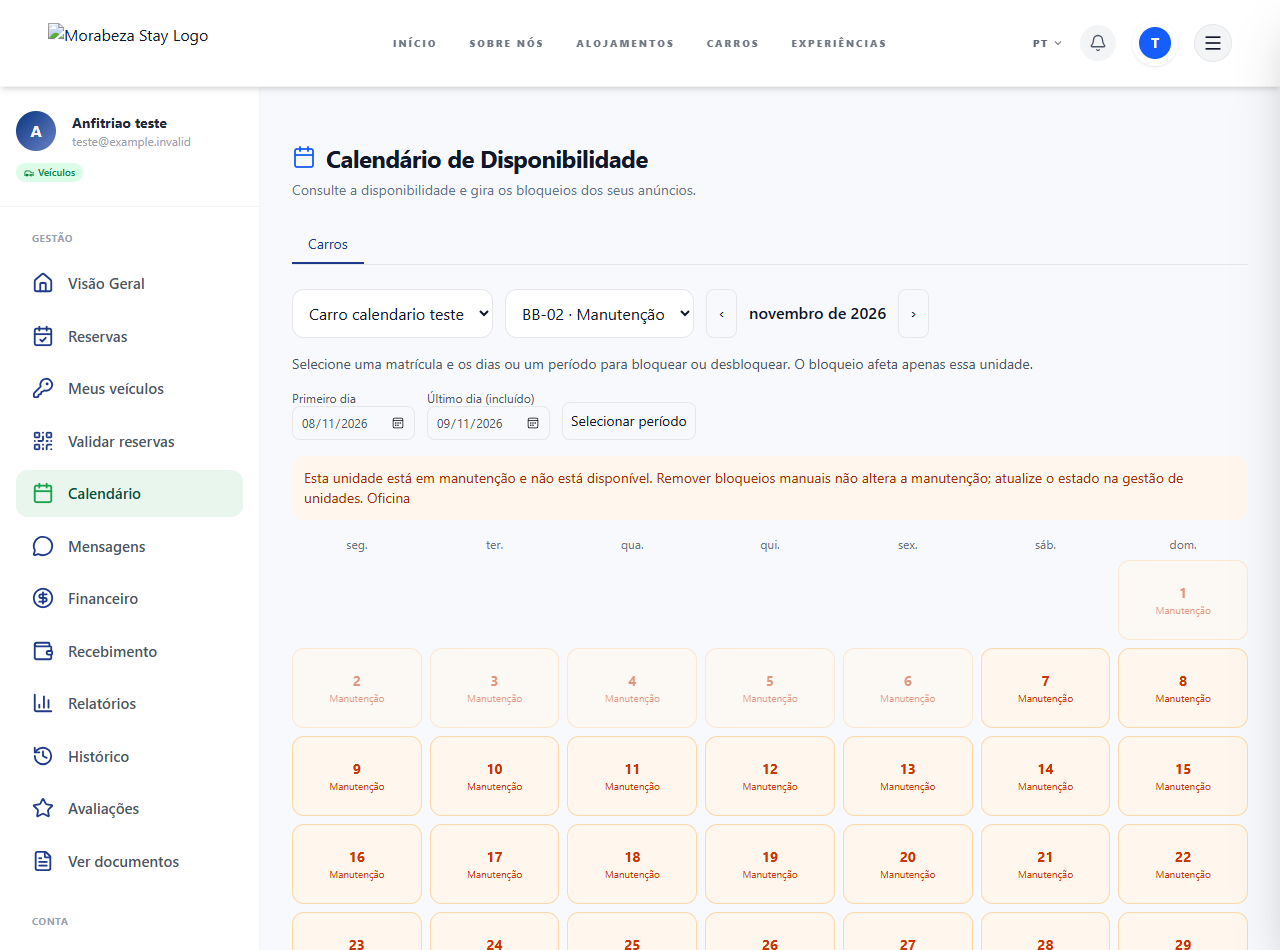 Morabeza Stay Logo
INÍCIO SOBRE NÓS ALOJAMENTOS CARROS EXPERIÊNCIAS
PT
T
A
Anfitriao teste
teste@example.invalid
Veículos
GESTÃO
Visão Geral
Reservas
Meus veículos
Validar reservas
Calendário
Mensagens
Financeiro
Recebimento
Relatórios
Histórico
Avaliações
Ver documentos
CONTA
Calendário de Disponibilidade
Consulte a disponibilidade e gira os bloqueios dos seus anúncios.
Carros
Carro calendario teste BB-02 · Manutenção ‹ novembro de 2026 ›
Selecione uma matrícula e os dias ou um período para bloquear ou desbloquear. O bloqueio afeta apenas essa unidade.
Primeiro dia Último dia (incluído)
08/11/2026 09/11/2026 Selecionar período
Esta unidade está em manutenção e não está disponível. Remover bloqueios manuais não altera a manutenção; atualize o estado na gestão de
unidades. Oficina
seg. ter. qua. qui. sex. sáb. dom.
1
Manutenção
2 3 4 5 6 7 8
Manutenção Manutenção Manutenção Manutenção Manutenção Manutenção Manutenção
9 10 11 12 13 14 15
Manutenção Manutenção Manutenção Manutenção Manutenção Manutenção Manutenção
16 17 18 19 20 21 22
Manutenção Manutenção Manutenção Manutenção Manutenção Manutenção Manutenção
23 24 25 26 27 28 29